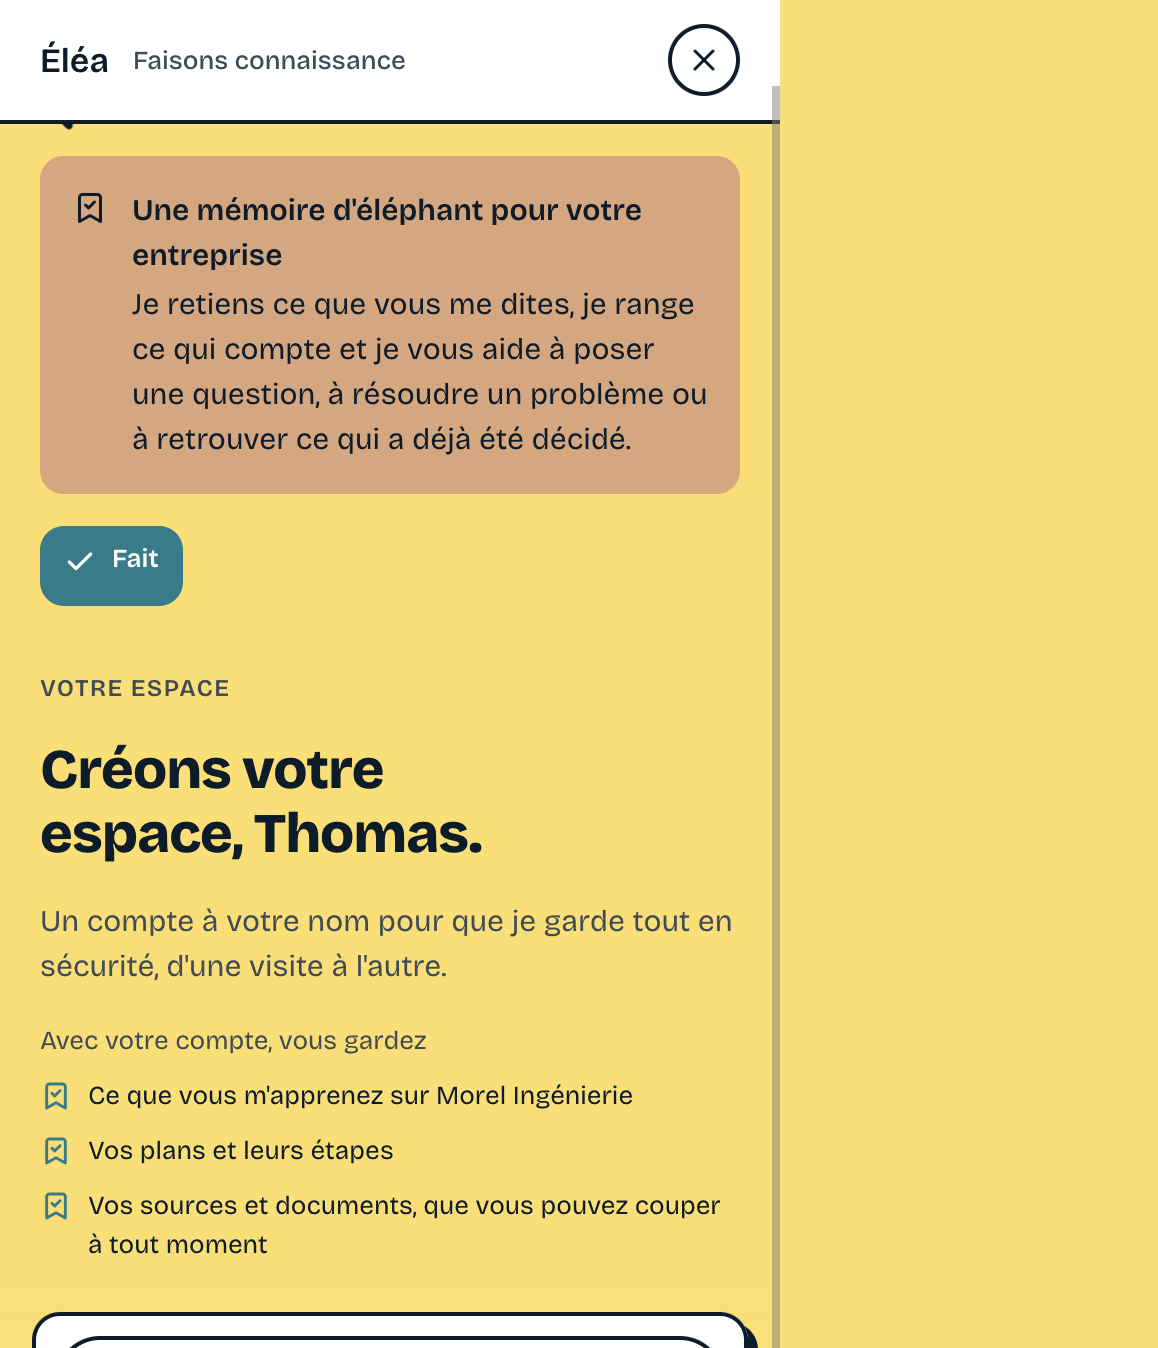 Éléa Faisons connaissance
Une mémoire d'éléphant pour votre
entreprise
Je retiens ce que vous me dites, je range
ce qui compte et je vous aide à poser
une question, à résoudre un problème ou
à retrouver ce qui a déjà été décidé.
Fait
VOTRE ESPACE
Créons votre
espace, Thomas.
Un compte à votre nom pour que je garde tout en
sécurité, d'une visite à l'autre.
Avec votre compte, vous gardez
Ce que vous m'apprenez sur Morel Ingénierie
Vos plans et leurs étapes
Vos sources et documents, que vous pouvez couper
à tout moment